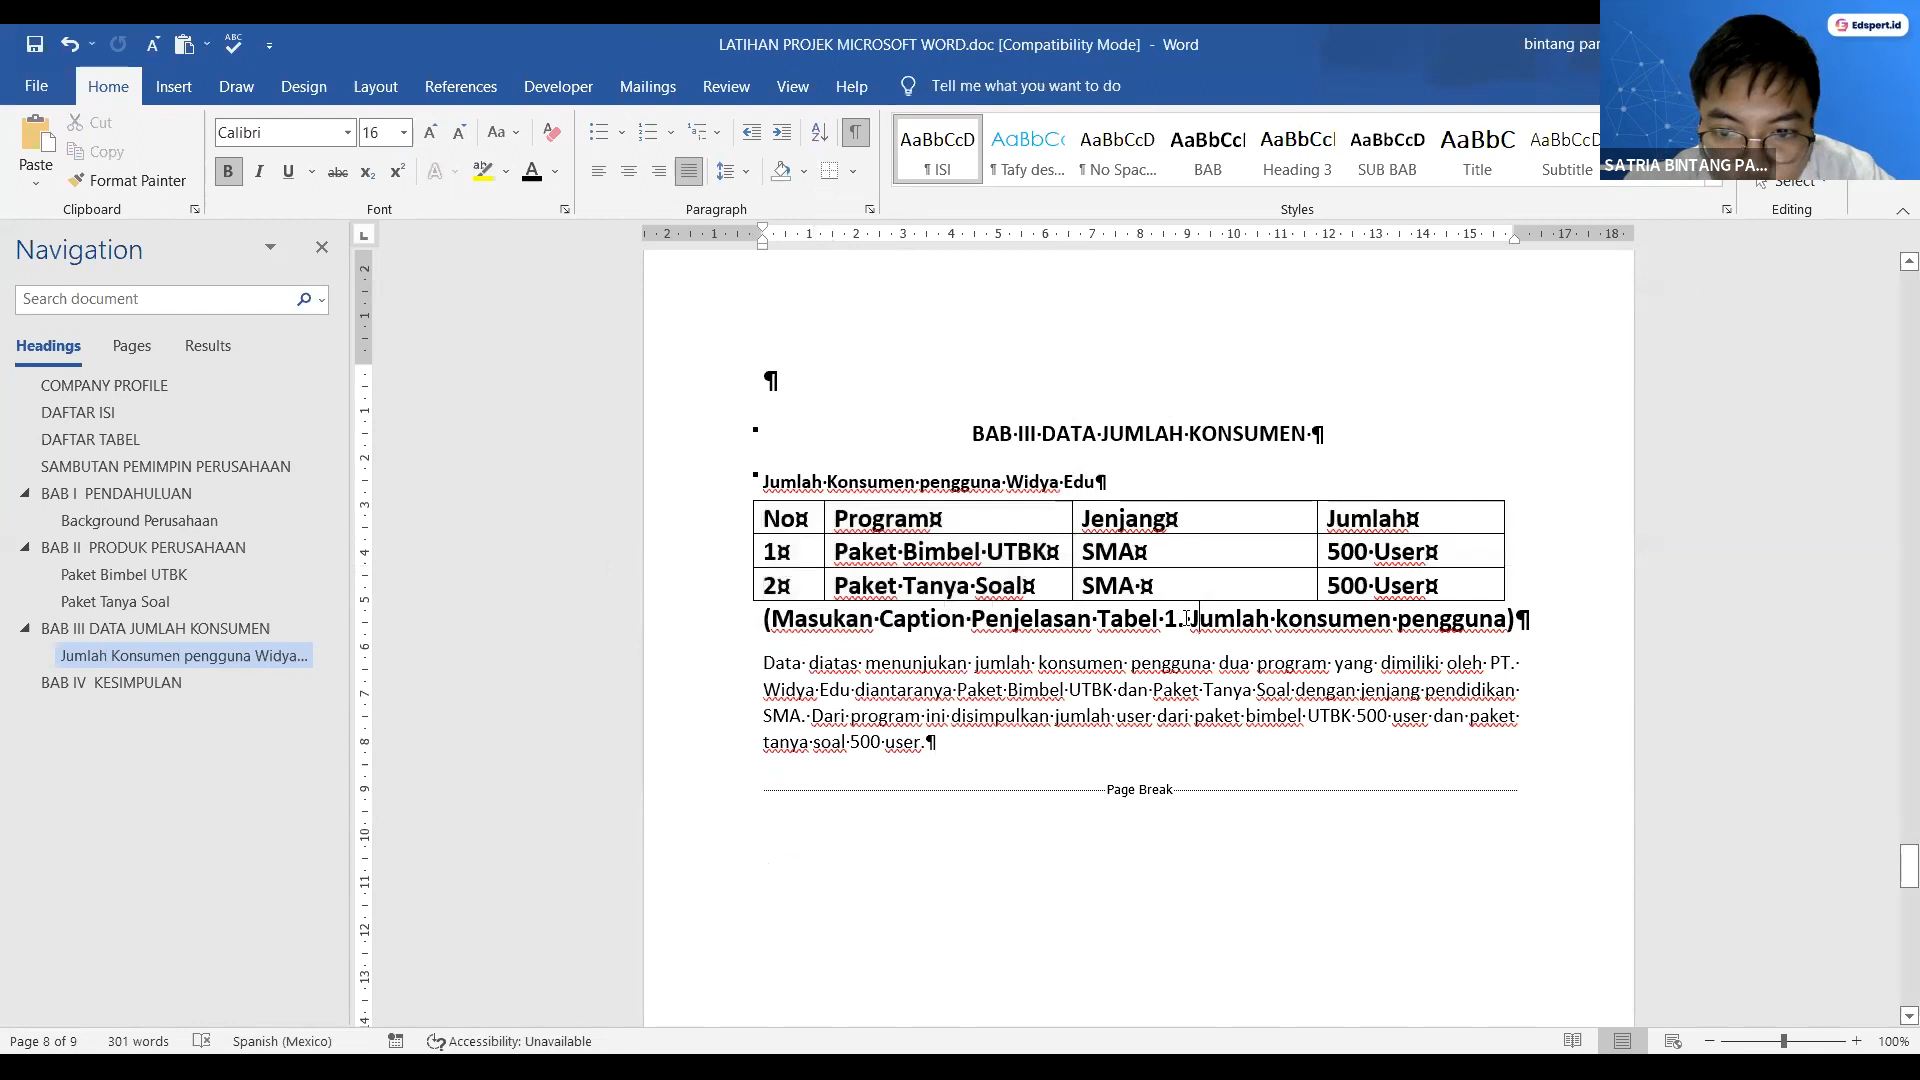 LATIHAN PROJEK MICROSOFT WORD.doc [Compatibility Mode] - Word
bintang par
Edspert.id
File Home Insert Draw Design Layout References Developer Mailings Review View Help Tell me what you want to do
Paste
Cut
Copy
Format Painter
Calibri 16
AaBbCcD AaBbCc AaBbCcD AaBbCc AaBbCcl AaBbCcD AaBbC AaBbCcD
¶ ISI ¶ Tafy des... ¶ No Spac... BAB Heading 3 SUB BAB Title Subtitle
SATRIA BINTANG PA...
Select
Clipboard Font Paragraph Styles Editing
Navigation
Search document
Headings Pages Results
COMPANY PROFILE
DAFTAR ISI
DAFTAR TABEL
SAMBUTAN PEMIMPIN PERUSAHAAN
BAB I PENDAHULUAN
Background Perusahaan
BAB II PRODUK PERUSAHAAN
Paket Bimbel UTBK
Paket Tanya Soal
BAB III DATA JUMLAH KONSUMEN
Jumlah Konsumen pengguna Widya...
BAB IV KESIMPULAN
¶
BAB·III·DATA·JUMLAH·KONSUMEN·¶
Jumlah·Konsumen·pengguna·Widya·Edu¶
No¤ Program¤ Jenjang¤ Jumlah¤
1¤ Paket·Bimbel·UTBK¤ SMA¤ 500·User¤
2¤ Paket·Tanya·Soal¤ SMA·¤ 500·User¤
(Masukan·Caption·Penjelasan·Tabel·1.·Jumlah·konsumen·pengguna)¶
Data· diatas· menunjukan· jumlah· konsumen· pengguna· dua· program· yang· dimiliki· oleh· PT.·
Widya·Edu·diantaranya·Paket·Bimbel·UTBK·dan·Paket·Tanya·Soal·dengan·jenjang·pendidikan·
SMA.· Dari· program· ini· disimpulkan· jumlah· user· dari· paket· bimbel· UTBK· 500· user· dan· paket·
tanya·soal·500·user.¶
Page Break
Page 8 of 9 301 words Spanish (Mexico) Accessibility: Unavailable 100%